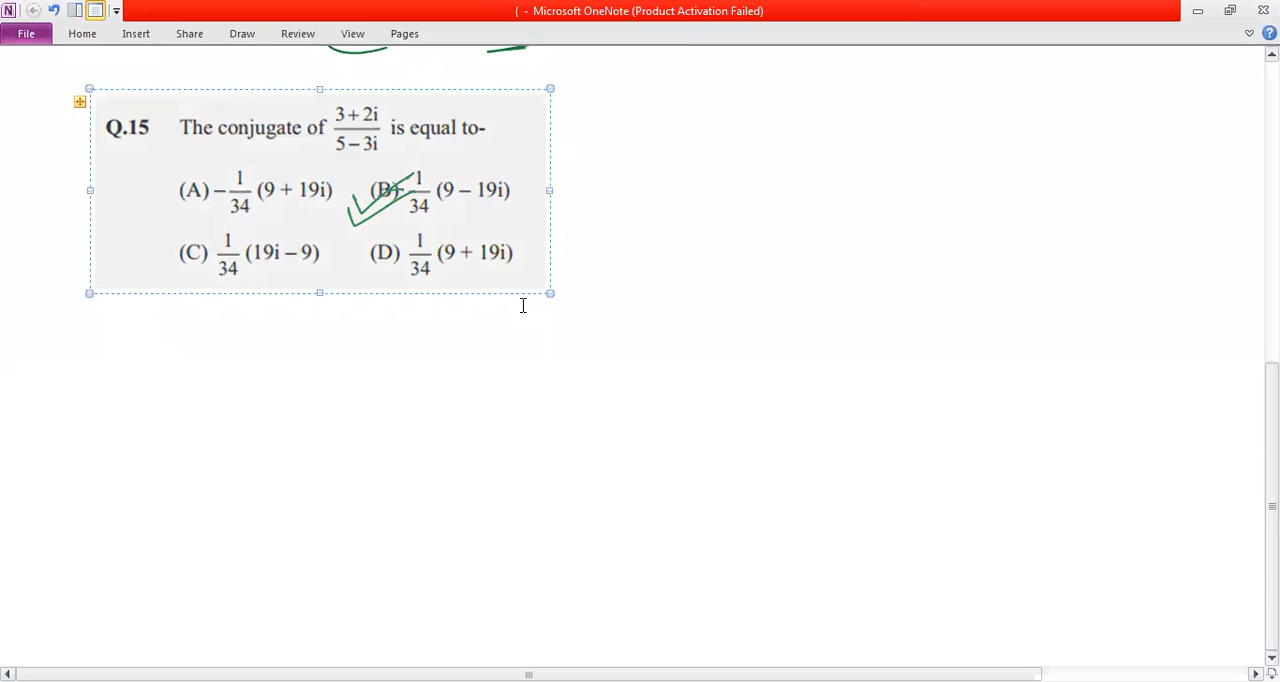 { - Microsoft OneNote (Product Activation Failed)
File Home Insert Share Draw Review View Pages
Q.15 The conjugate of (3 + 2i)/(5 – 3i) is equal to-
(A) – 1/34 (9 + 19i) (B) 1/34 (9 – 19i)
(C) 1/34 (19i – 9) (D) 1/34 (9 + 19i)